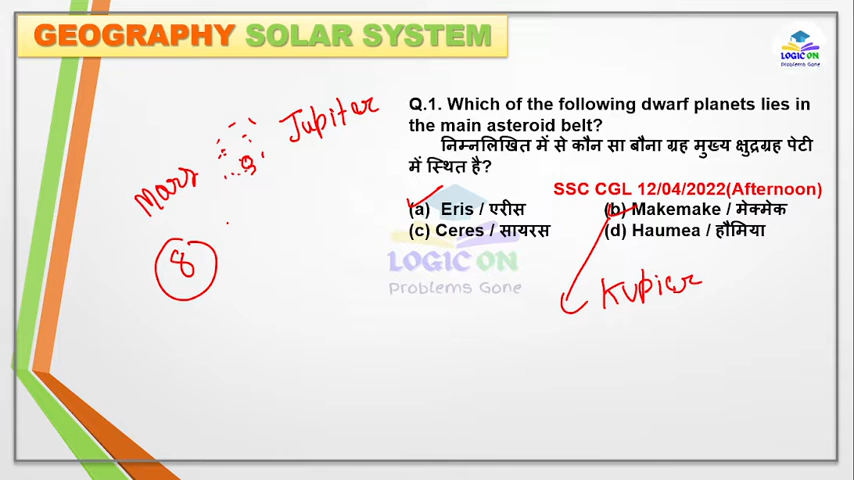 GEOGRAPHY SOLAR SYSTEM
LOGIC ON
Problems Gone
Mars
Jupiter
8
Q.1. Which of the following dwarf planets lies in
the main asteroid belt?
निम्नलिखित में से कौन सा बौना ग्रह मुख्य क्षुद्रग्रह पेटी
में स्थित है?
SSC CGL 12/04/2022(Afternoon)
(a) Eris / एरीस
(b) Makemake / मेक्मेक
(c) Ceres / सायरस
(d) Haumea / हौमिया
LOGIC ON
Problems Gone
Kupier